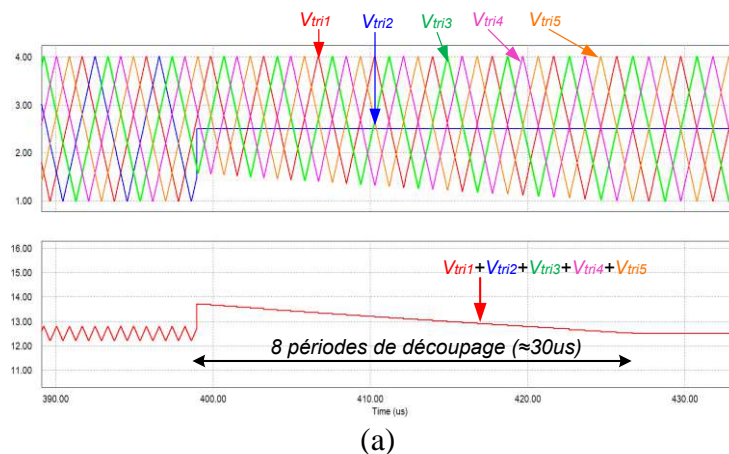 Vtri1 Vtri2 Vtri3 Vtri4 Vtri5
4.00
3.00
2.00
1.00
16.00
15.00
14.00
13.00
12.00
11.00
Vtri1+Vtri2+Vtri3+Vtri4+Vtri5
8 périodes de découpage (≈30us)
390.00 400.00 410.00 420.00 430.00
Time (us)
(a)